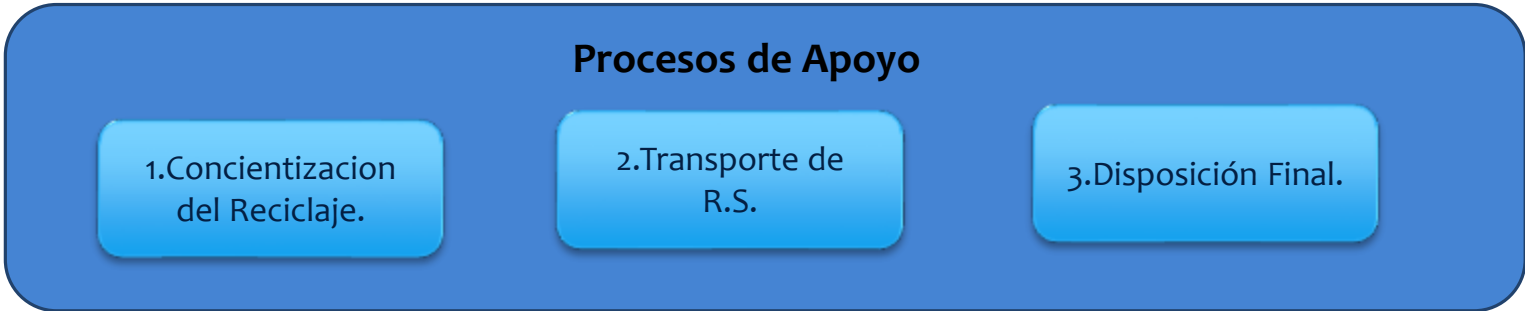 Procesos de Apoyo
1.Concientizacion
del Reciclaje.
2.Transporte de
R.S.
3.Disposición Final.